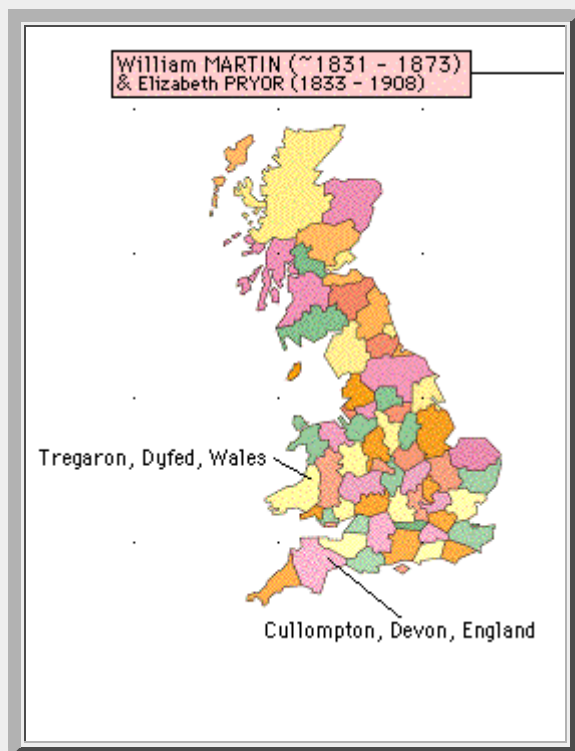 William MARTIN (~1831 - 1873)
& Elizabeth PRYOR (1833 - 1908)
Tregaron, Dyfed, Wales
Cullompton, Devon, England